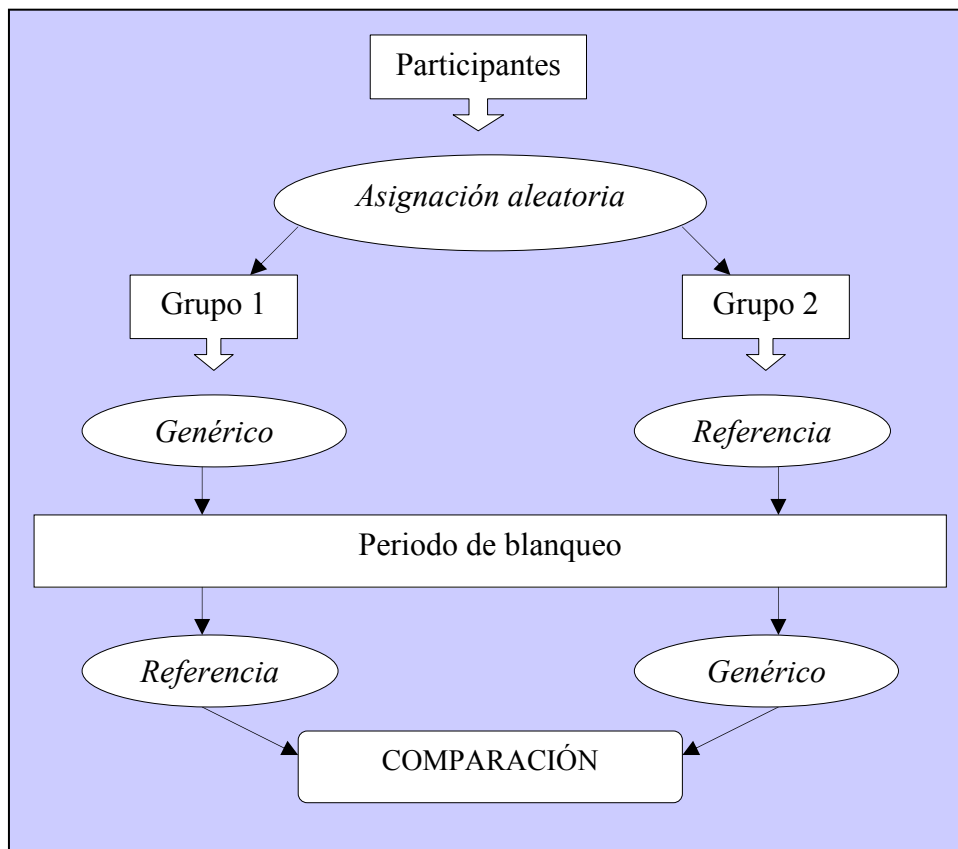 Participantes
Asignación aleatoria
Grupo 1
Grupo 2
Genérico
Referencia
Periodo de blanqueo
Referencia
Genérico
COMPARACIÓN